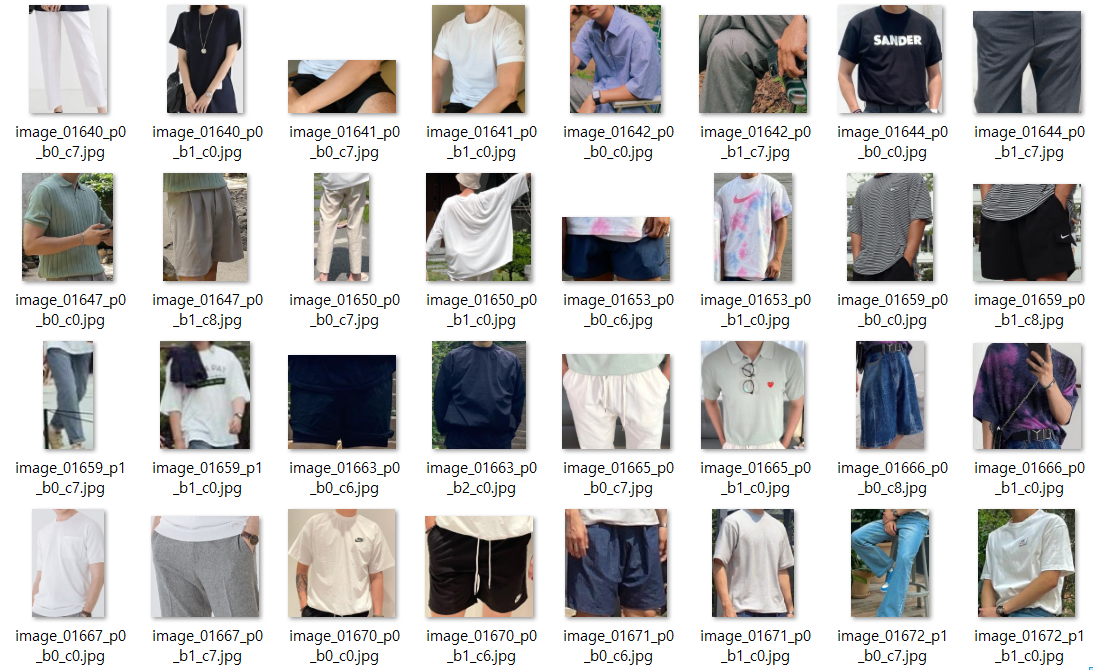 SANDER
image_01640_p0
_b0_c7.jpg
image_01640_p0
_b1_c0.jpg
image_01641_p0
_b0_c7.jpg
image_01641_p0
_b1_c0.jpg
image_01642_p0
_b0_c0.jpg
image_01642_p0
_b1_c7.jpg
image_01644_p0
_b0_c0.jpg
image_01644_p0
_b1_c7.jpg
image_01647_p0
_b0_c0.jpg
image_01647_p0
_b1_c8.jpg
image_01650_p0
_b0_c7.jpg
image_01650_p0
_b1_c0.jpg
image_01653_p0
_b0_c6.jpg
image_01653_p0
_b1_c0.jpg
image_01659_p0
_b0_c0.jpg
image_01659_p0
_b1_c8.jpg
image_01659_p1
_b0_c7.jpg
image_01659_p1
_b1_c0.jpg
image_01663_p0
_b0_c6.jpg
image_01663_p0
_b2_c0.jpg
image_01665_p0
_b0_c7.jpg
image_01665_p0
_b1_c0.jpg
image_01666_p0
_b0_c8.jpg
image_01666_p0
_b1_c0.jpg
image_01667_p0
_b0_c0.jpg
image_01667_p0
_b1_c7.jpg
image_01670_p0
_b0_c0.jpg
image_01670_p0
_b1_c6.jpg
image_01671_p0
_b0_c6.jpg
image_01671_p0
_b1_c0.jpg
image_01672_p1
_b0_c7.jpg
image_01672_p1
_b1_c0.jpg